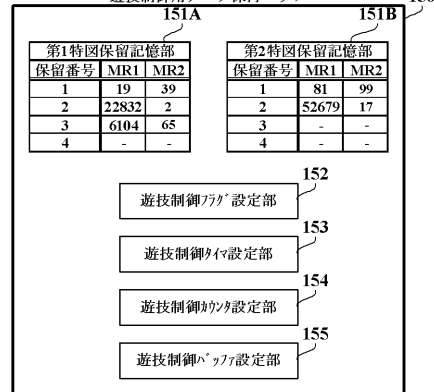 151A
151B
第1特図保留記憶部
保留番号 MR1 MR2
1 19 39
2 22832 2
3 6104 65
4 - -
第2特図保留記憶部
保留番号 MR1 MR2
1 81 99
2 52679 17
3 - -
4 - -
152
遊技制御フラグ設定部
153
遊技制御タイマ設定部
154
遊技制御カウンタ設定部
155
遊技制御バッファ設定部